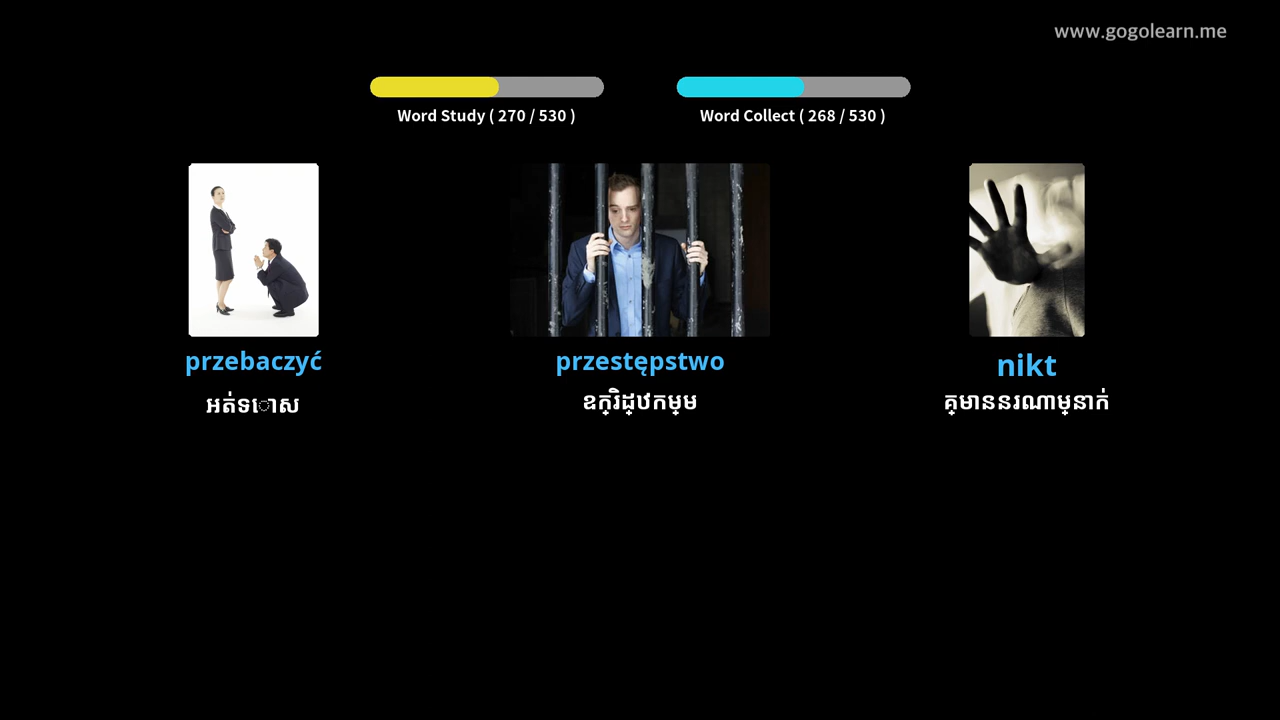 www.gogolearn.me
Word Study ( 270 / 530 )
Word Collect ( 268 / 530 )
przebaczyć
przestępstwo
nikt
អត់ទោស
ឧក្រិដ្ឋកម្ម
គ្មាននរណាម្នាក់